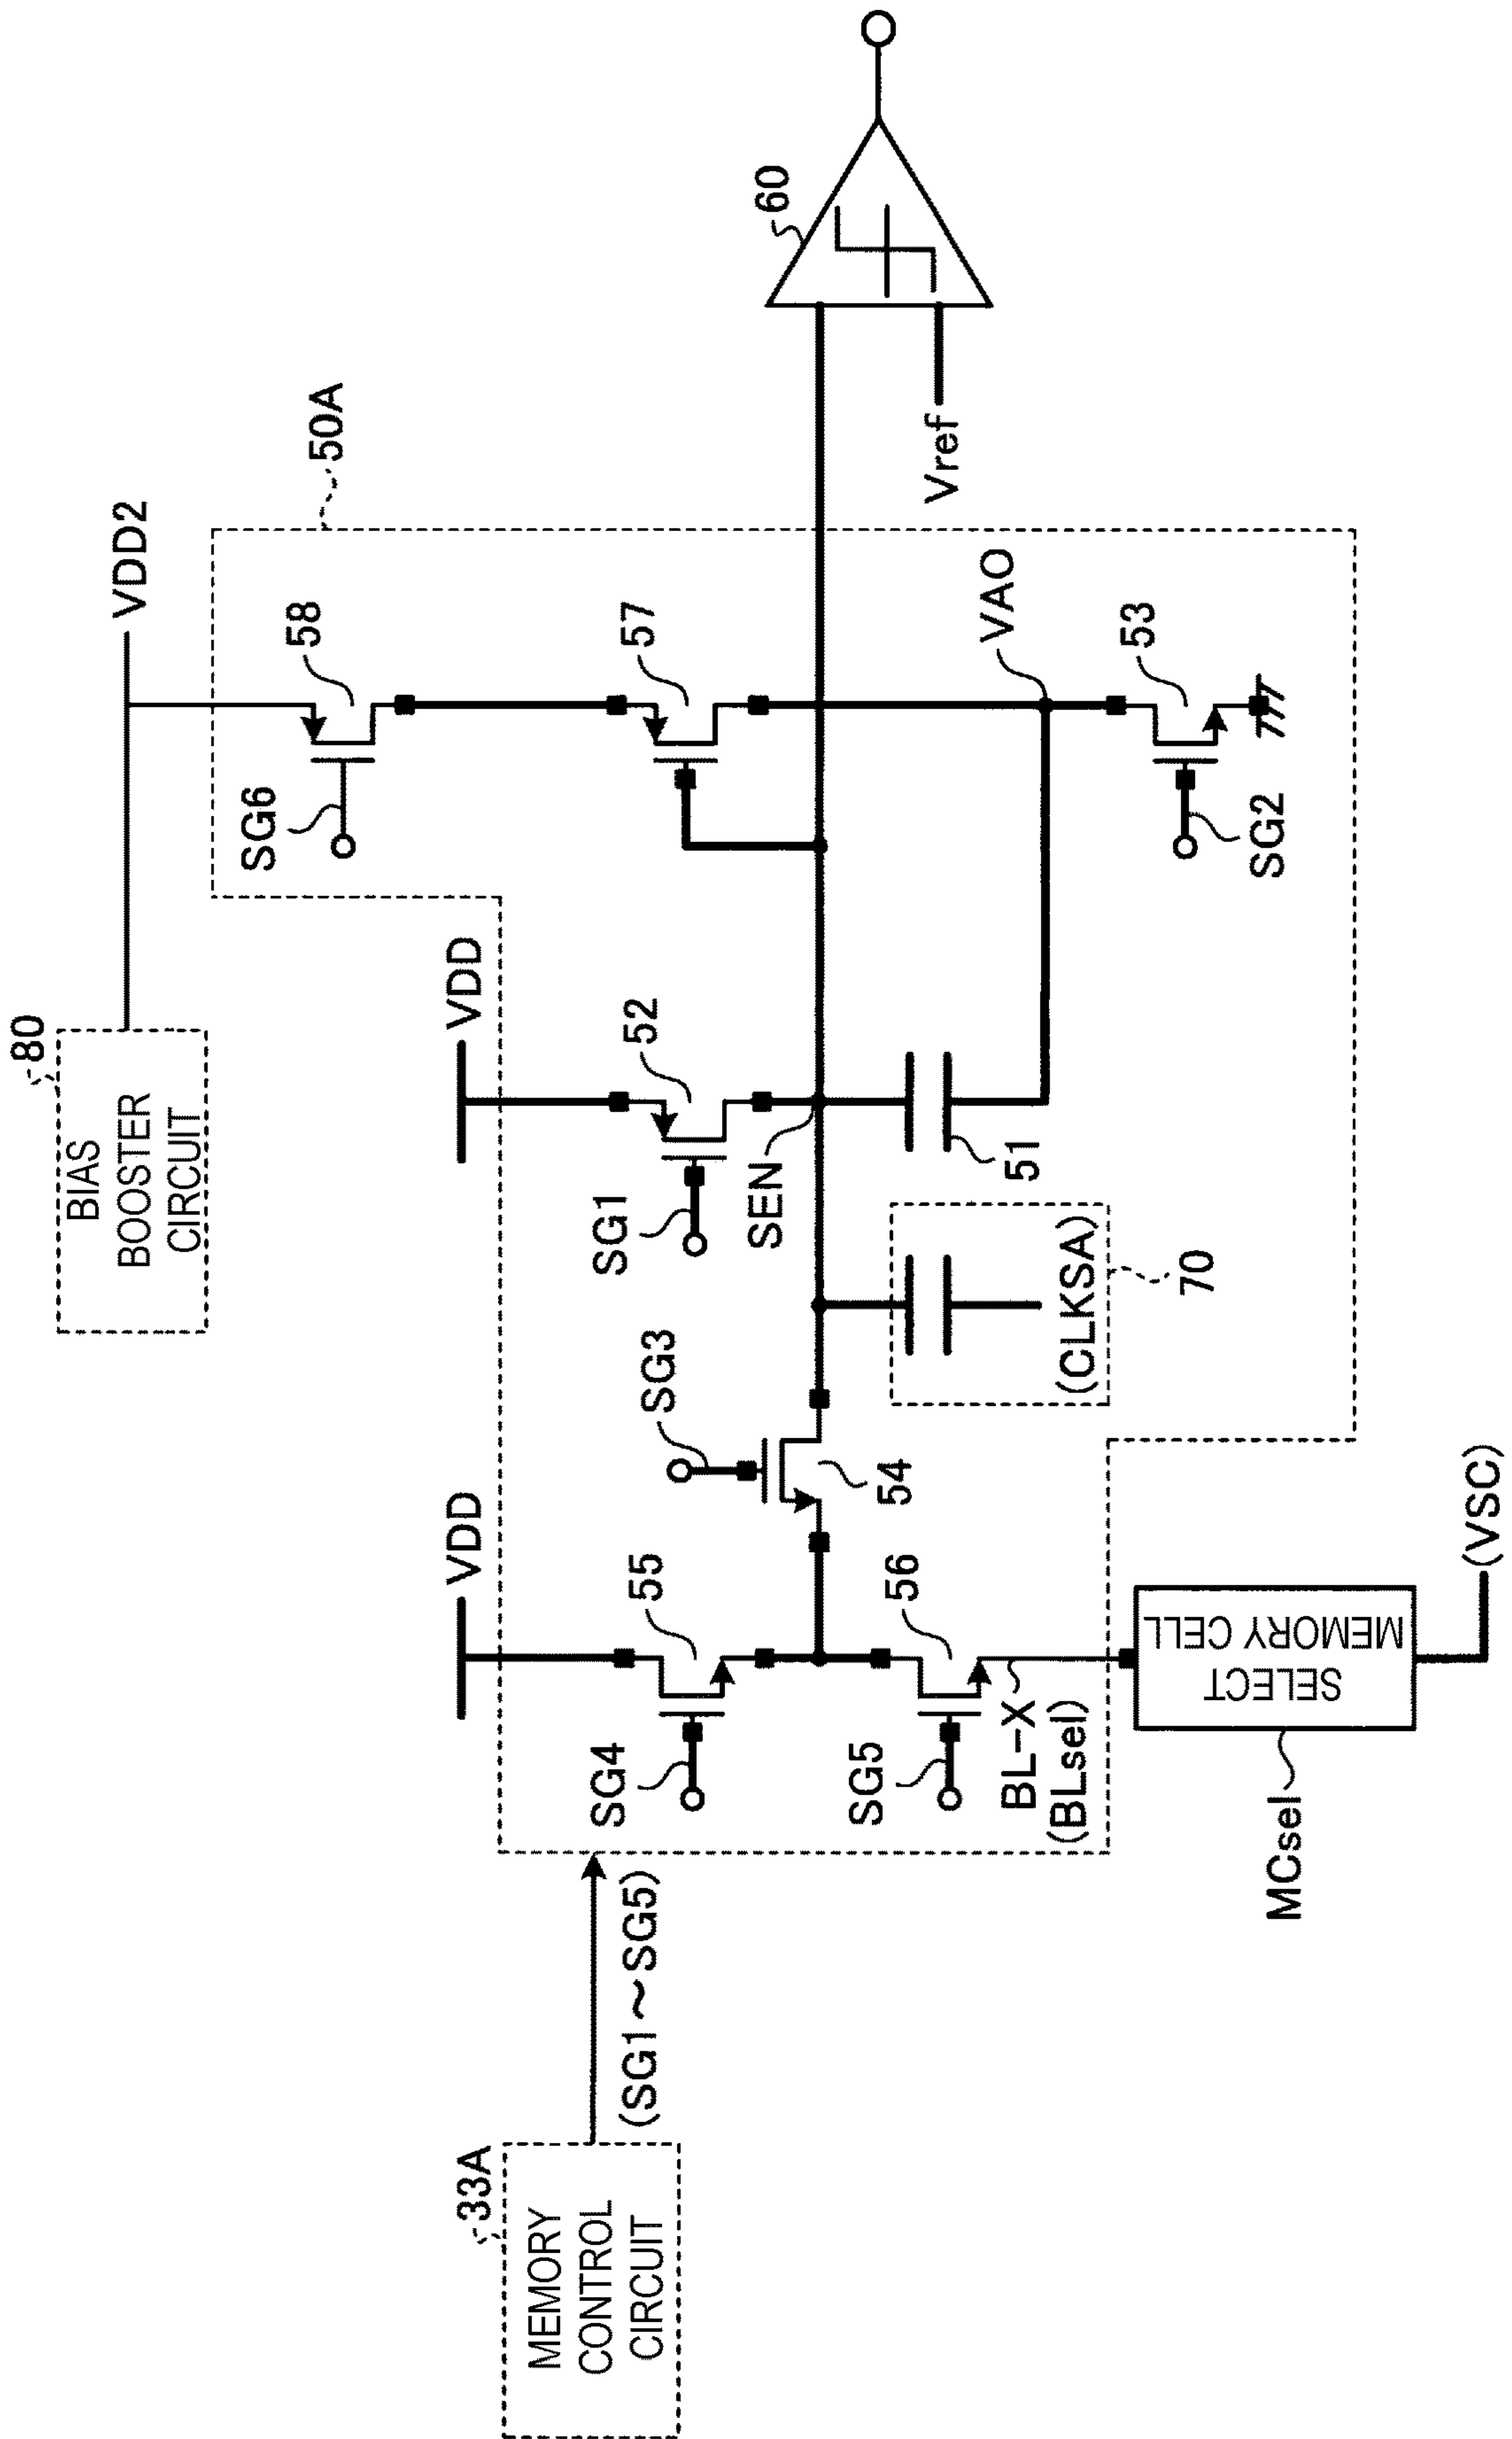 80
BIAS
BOOSTER
CIRCUIT
VDD2
50A
SG6
58
57
VDD
52
SG1
SEN
51
VAO
53
SG2
60
Vref
VDD
SG3
54
(CLKSA)
70
55
SG4
56
SG5
BL-X
(BLsel)
33A
MEMORY
CONTROL
CIRCUIT
(SG1~SG5)
SELECT
MEMORY CELL
MCsel
(VSC)